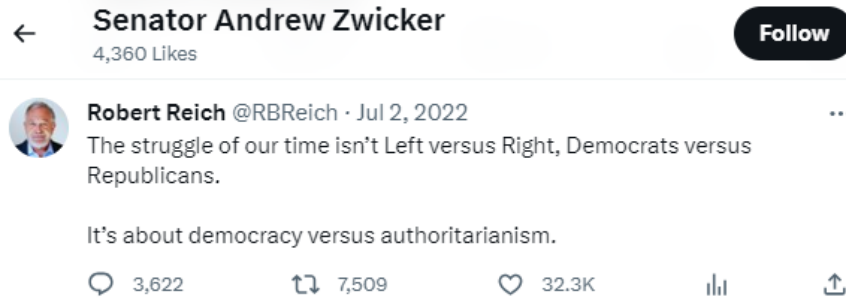 Senator Andrew Zwicker
4,360 Likes
Follow
Robert Reich @RBReich · Jul 2, 2022
The struggle of our time isn’t Left versus Right, Democrats versus
Republicans.
It’s about democracy versus authoritarianism.
3,622 7,509 32.3K